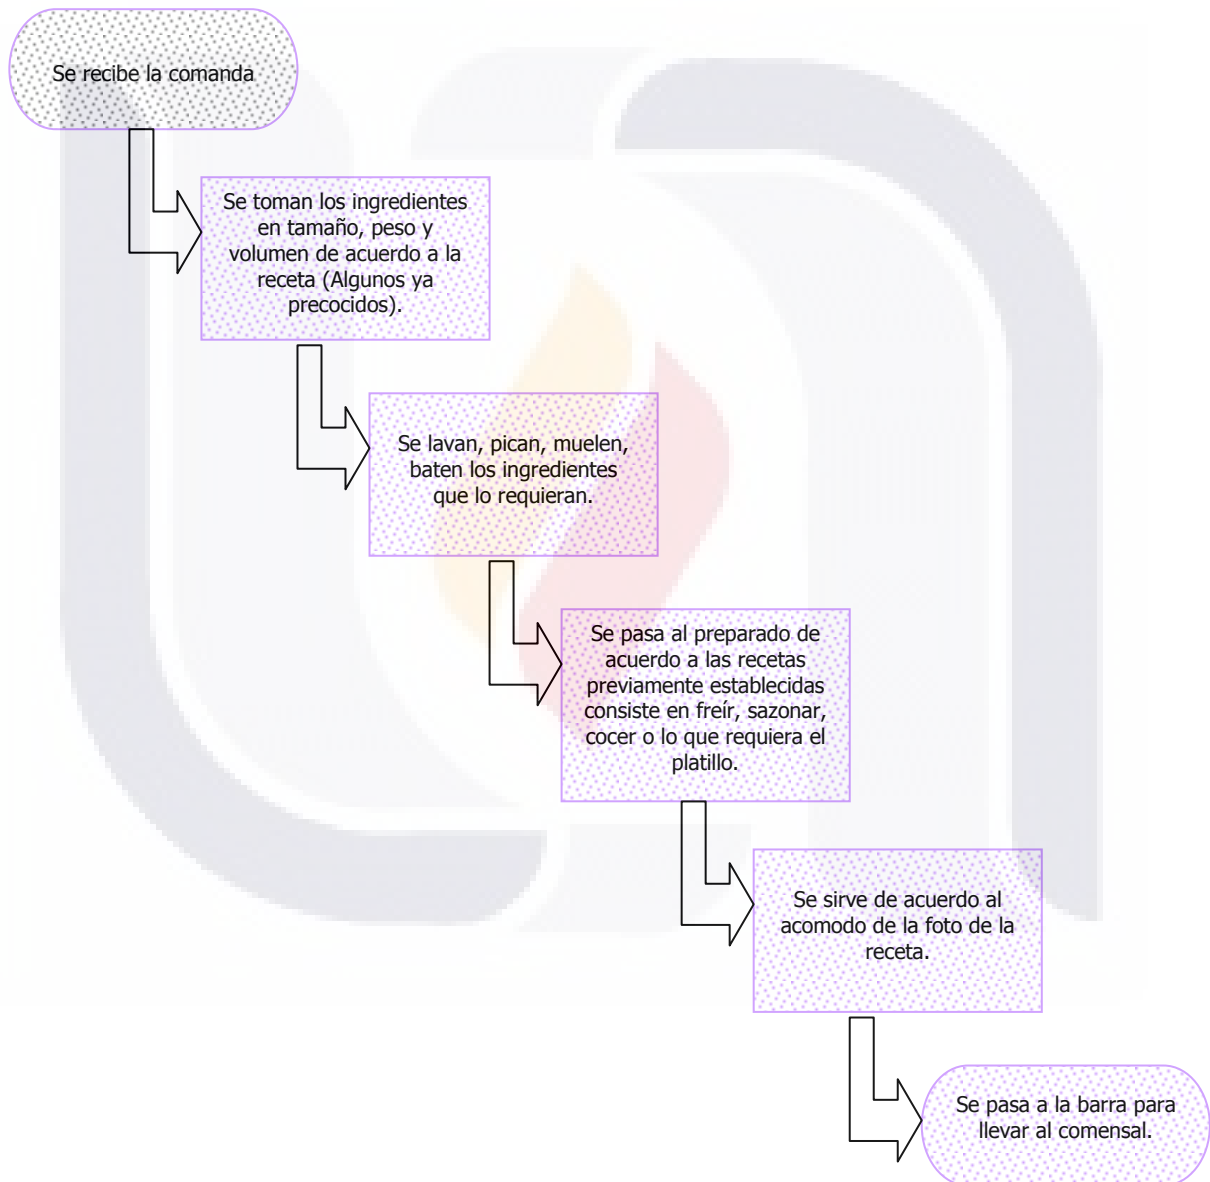 Se recibe la comanda
Se toman los ingredientes
en tamaño, peso y
volumen de acuerdo a la
receta (Algunos ya
precocidos).
Se lavan, pican, muelen,
baten los ingredientes
que lo requieran.
Se pasa al preparado de
acuerdo a las recetas
previamente establecidas
consiste en freír, sazonar,
cocer o lo que requiera el
platillo.
Se sirve de acuerdo al
acomodo de la foto de la
receta.
Se pasa a la barra para
llevar al comensal.